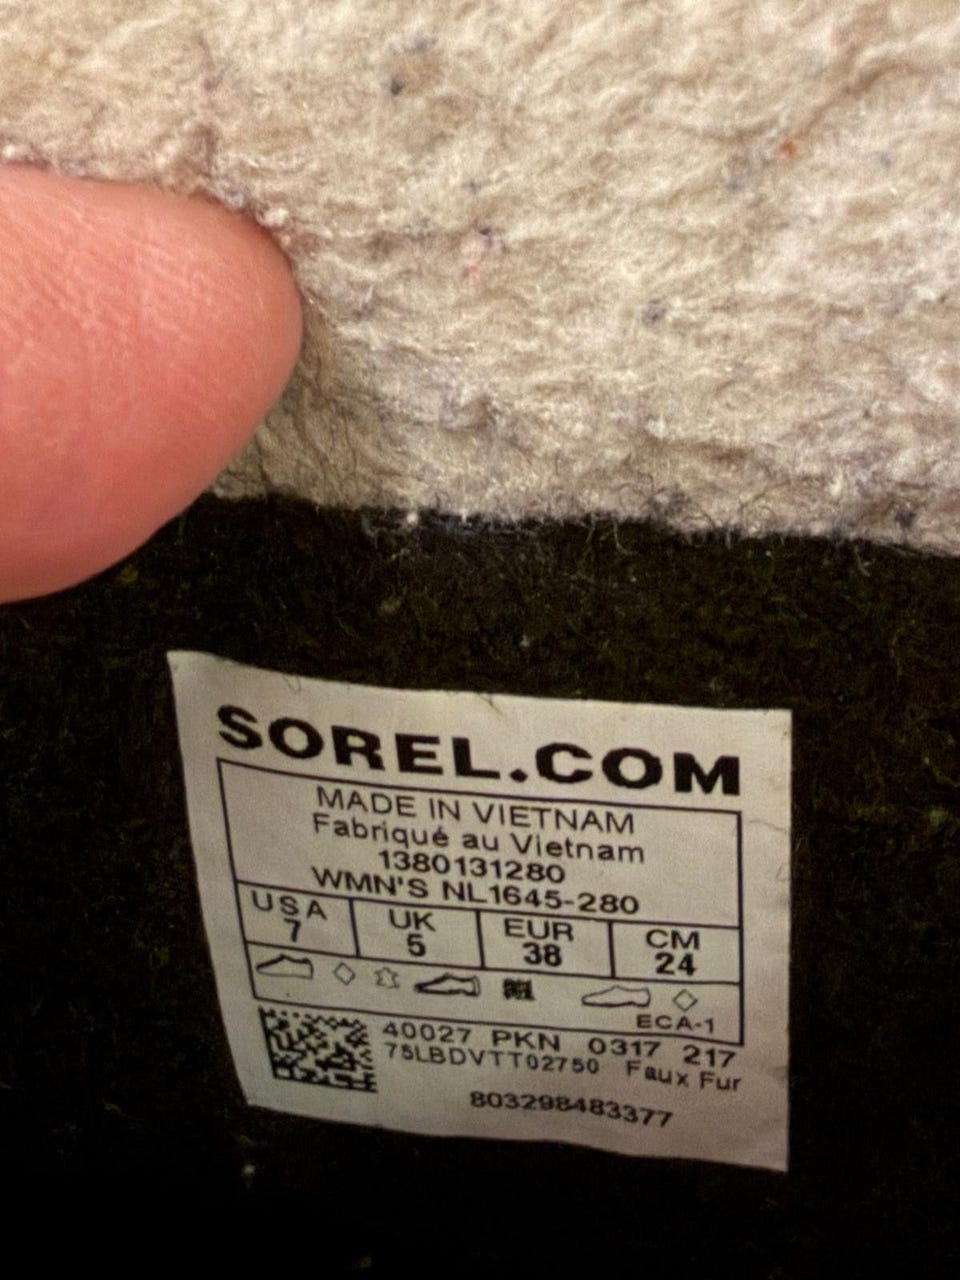 SOREL.COM
MADE IN VIETNAM
Fabriqué au Vietnam
1380131280
WMN'S NL1645-280
USA UK EUR CM
7 5 38 24
ECA-1
40027 PKN 0317 217
75LBDVTT02750 Faux Fur
803298483377